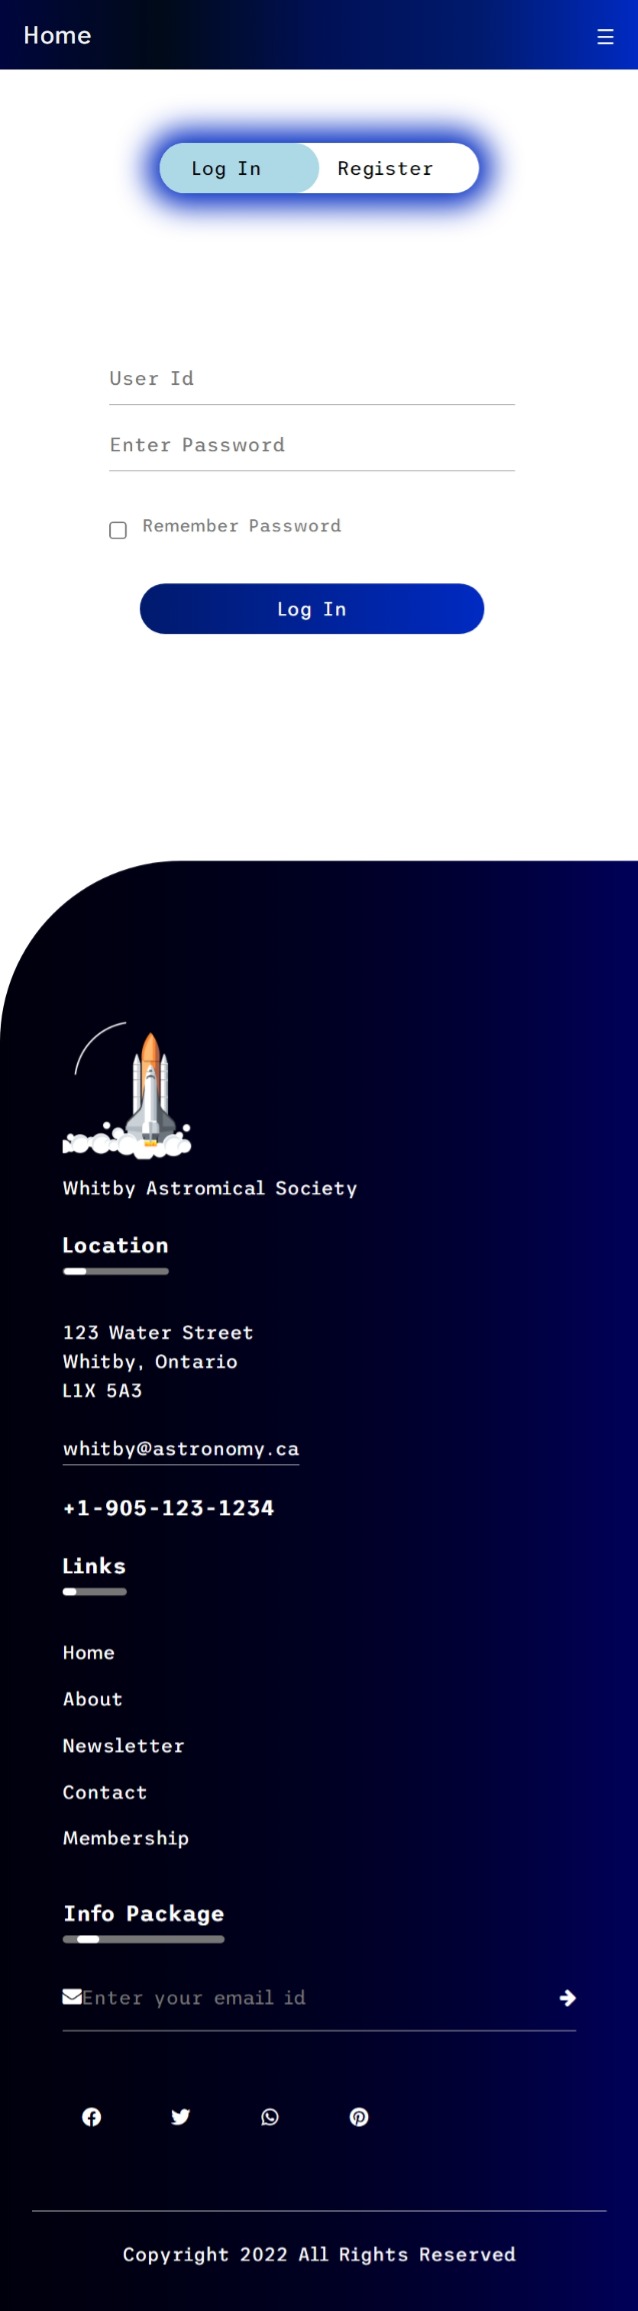 Home
Log In
Register
User Id
Enter Password
Remember Password
Log In
Whitby Astromical Society
Location
123 Water Street
Whitby, Ontario
L1X 5A3
whitby@astronomy.ca
+1-905-123-1234
Links
Home
About
Newsletter
Contact
Membership
Info Package
Enter your email id
Copyright 2022 All Rights Reserved